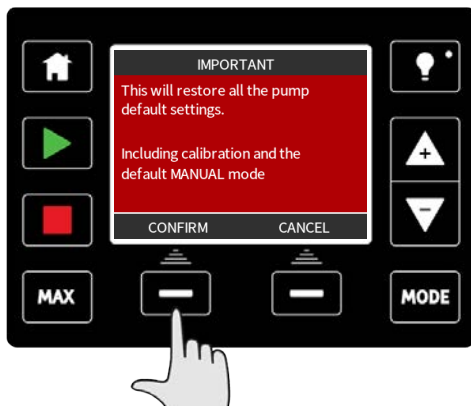 IMPORTANT
This will restore all the pump
default settings.
Including calibration and the
default MANUAL mode
CONFIRM CANCEL
+
-
MAX
MODE